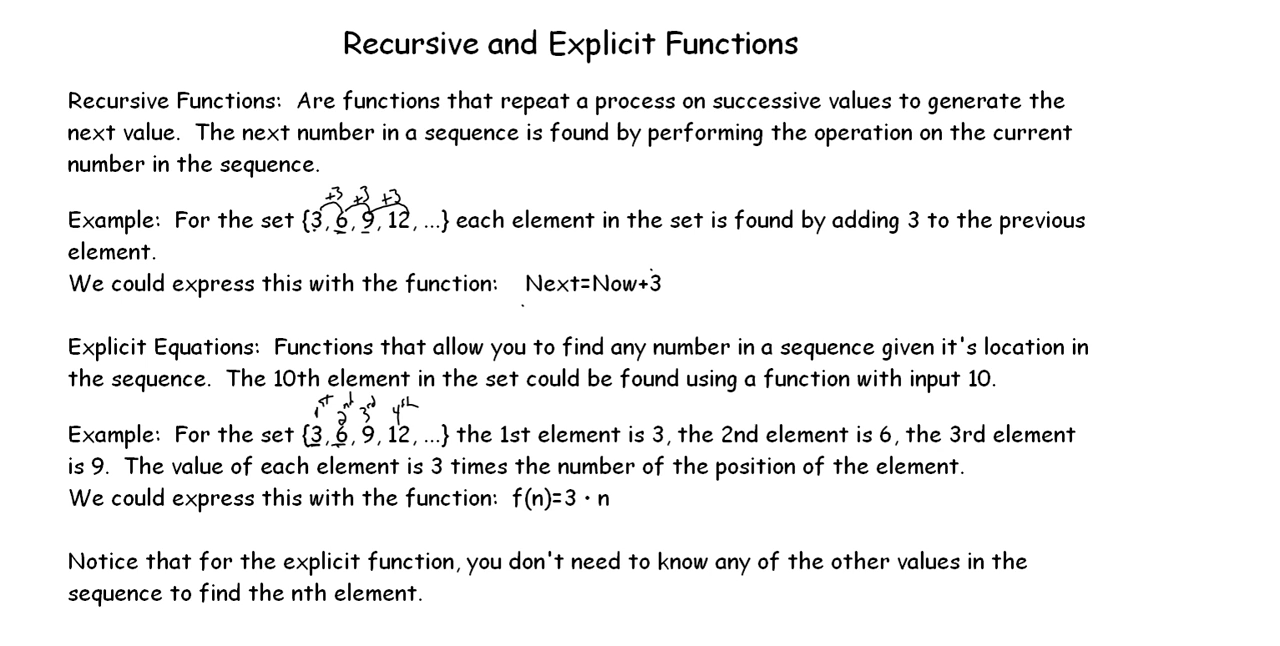 Recursive and Explicit Functions
Recursive Functions: Are functions that repeat a process on successive values to generate the
next value. The next number in a sequence is found by performing the operation on the current
number in the sequence.
+3 +3 +3
Example: For the set {3, 6, 9, 12, ...} each element in the set is found by adding 3 to the previous
element.
We could express this with the function: Next=Now+3
Explicit Equations: Functions that allow you to find any number in a sequence given it's location in
the sequence. The 10th element in the set could be found using a function with input 10.
1st 2nd 3rd 4th
Example: For the set {3, 6, 9, 12, ...} the 1st element is 3, the 2nd element is 6, the 3rd element
is 9. The value of each element is 3 times the number of the position of the element.
We could express this with the function: f(n)=3 · n
Notice that for the explicit function, you don't need to know any of the other values in the
sequence to find the nth element.